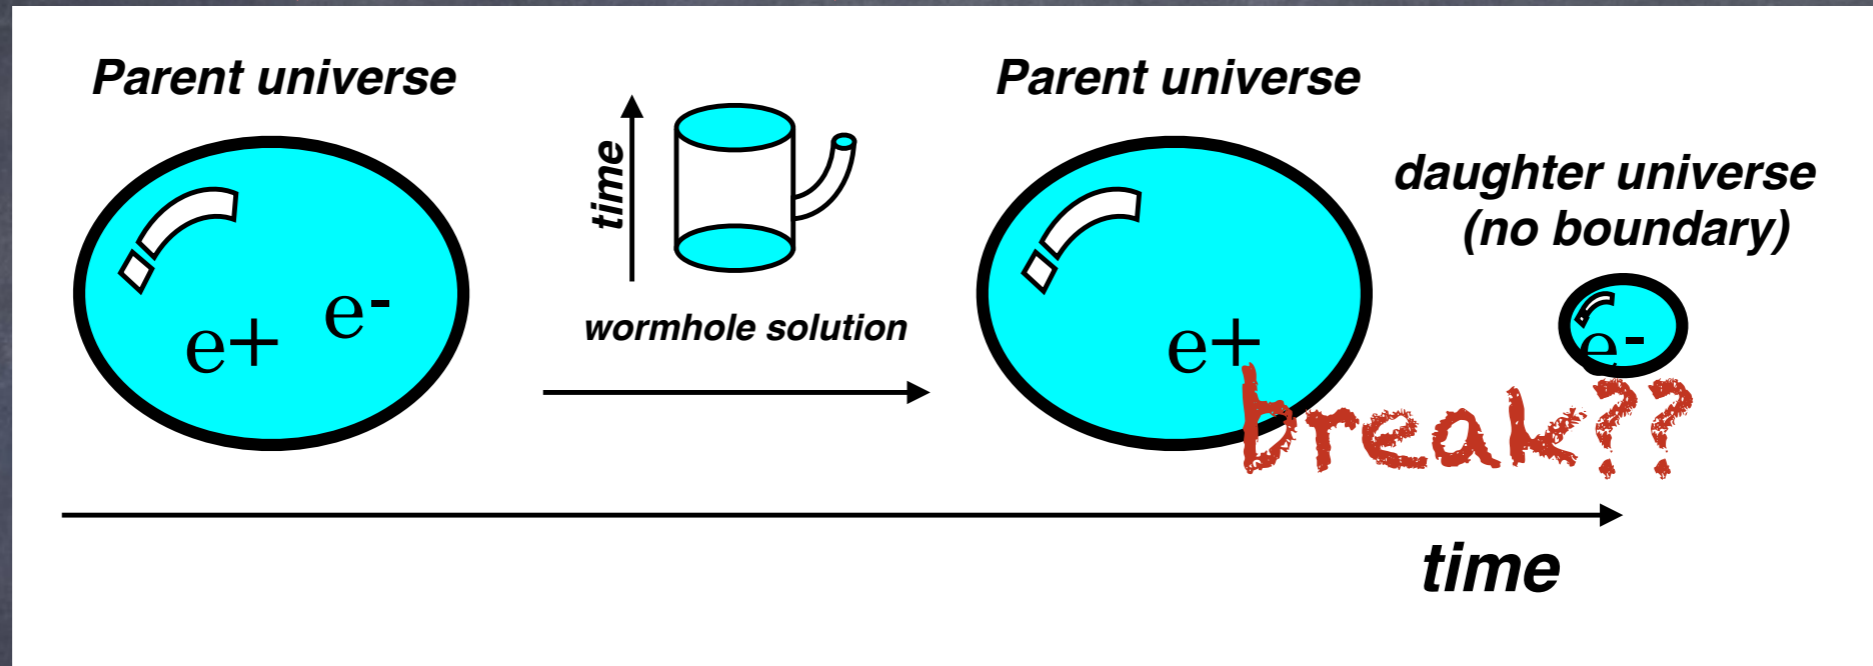 Parent universe
e+ e-
time
wormhole solution
Parent universe
e+
daughter universe
(no boundary)
e-
break??
time